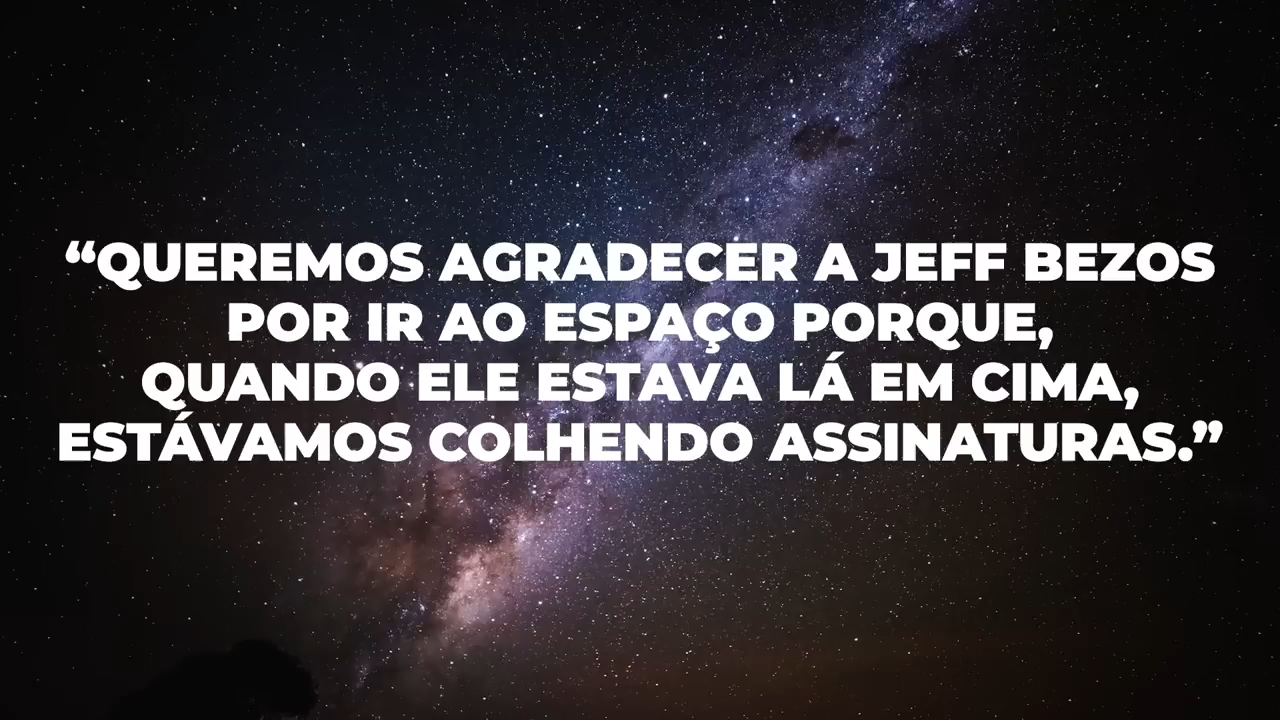 “QUEREMOS AGRADECER A JEFF BEZOS
POR IR AO ESPAÇO PORQUE,
QUANDO ELE ESTAVA LÁ EM CIMA,
ESTÁVAMOS COLHENDO ASSINATURAS.”